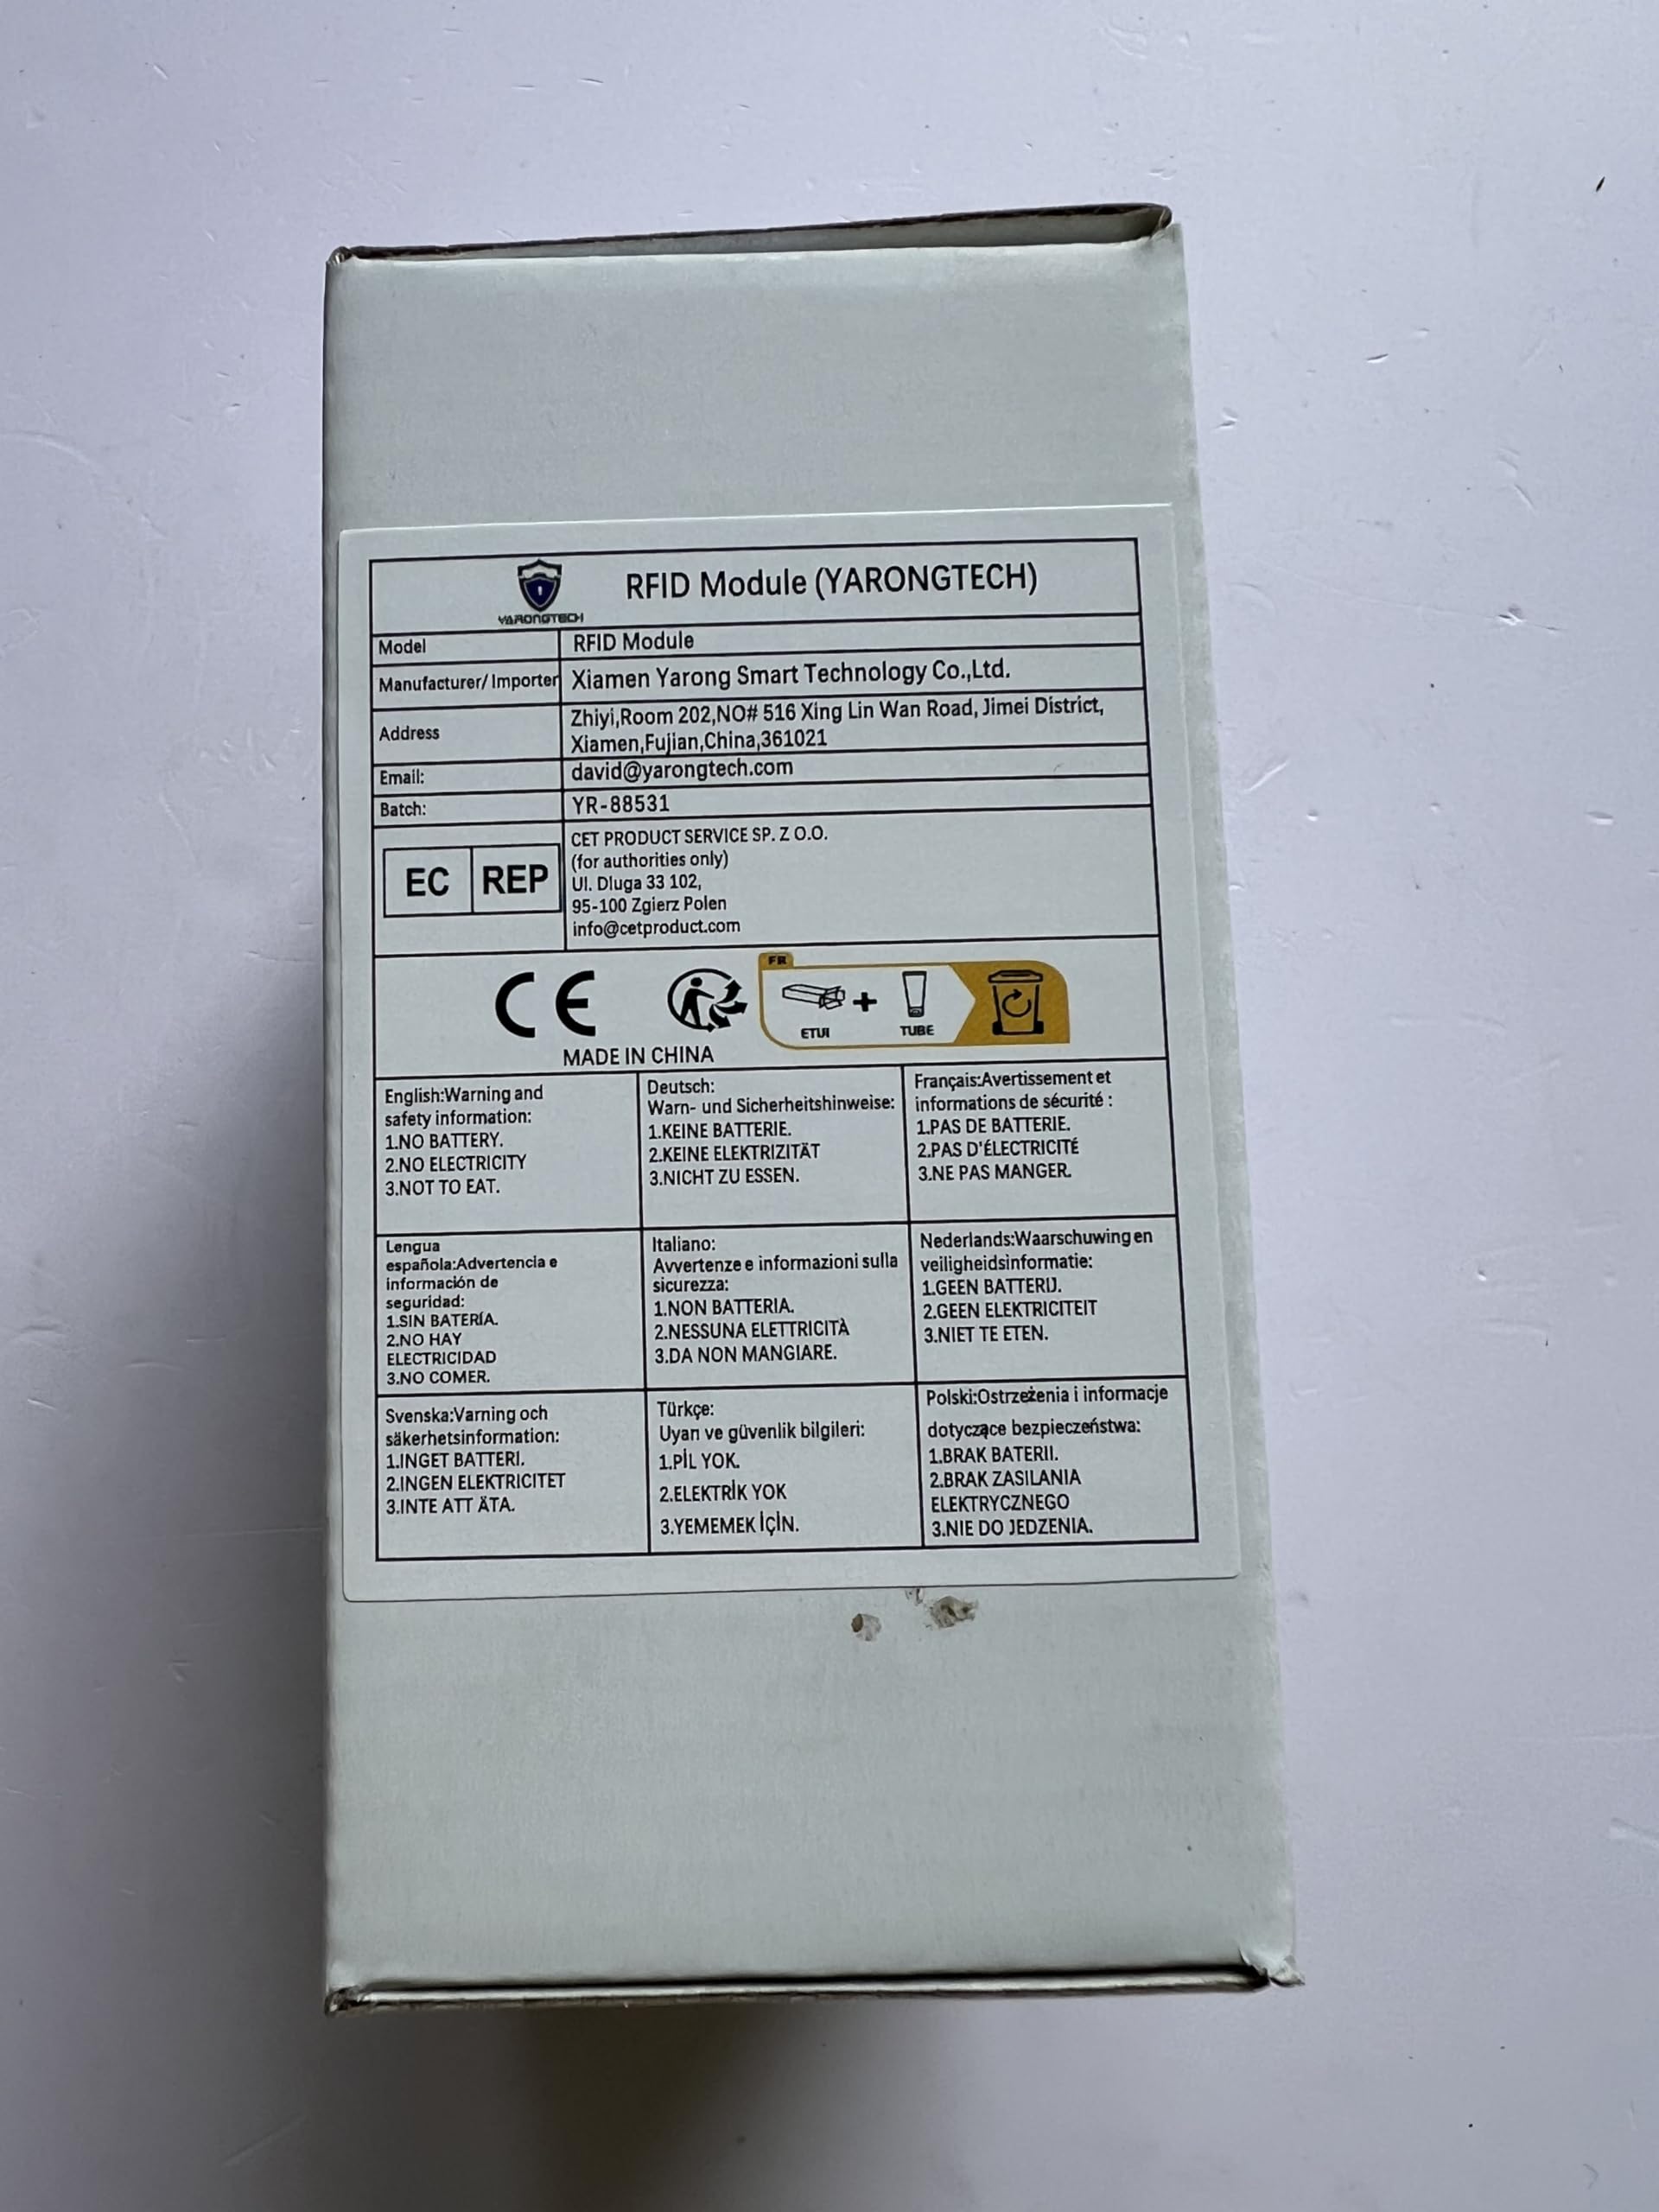 YARONGTECH
RFID Module (YARONGTECH)
Model
RFID Module
Manufacturer/ Importer
Xiamen Yarong Smart Technology Co.,Ltd.
Address
Zhiyi,Room 202,NO# 516 Xing Lin Wan Road, Jimei District,
Xiamen,Fujian,China,361021
Email:
david@yarongtech.com
Batch:
YR-88531
EC REP
CET PRODUCT SERVICE SP. Z O.O.
(for authorities only)
Ul. Dluga 33 102,
95-100 Zgierz Polen
info@cetproduct.com
CE
FR
ETUI
+
TUBE
MADE IN CHINA
English:Warning and
safety information:
1.NO BATTERY.
2.NO ELECTRICITY
3.NOT TO EAT.
Deutsch:
Warn- und Sicherheitshinweise:
1.KEINE BATTERIE.
2.KEINE ELEKTRIZITÄT
3.NICHT ZU ESSEN.
Français:Avertissement et
informations de sécurité :
1.PAS DE BATTERIE.
2.PAS D'ÉLECTRICITÉ
3.NE PAS MANGER.
Lengua
española:Advertencia e
información de
seguridad:
1.SIN BATERÍA.
2.NO HAY
ELECTRICIDAD
3.NO COMER.
Italiano:
Avvertenze e informazioni sulla
sicurezza:
1.NON BATTERIA.
2.NESSUNA ELETTRICITÀ
3.DA NON MANGIARE.
Nederlands:Waarschuwing en
veiligheidsinformatie:
1.GEEN BATTERIJ.
2.GEEN ELEKTRICITEIT
3.NIET TE ETEN.
Svenska:Varning och
säkerhetsinformation:
1.INGET BATTERI.
2.INGEN ELEKTRICITET
3.INTE ATT ÄTA.
Türkçe:
Uyarı ve güvenlik bilgileri:
1.PİL YOK.
2.ELEKTRİK YOK
3.YEMEMEK İÇİN.
Polski:Ostrzeżenia i informacje
dotyczące bezpieczeństwa:
1.BRAK BATERII.
2.BRAK ZASILANIA
ELEKTRYCZNEGO
3.NIE DO JEDZENIA.